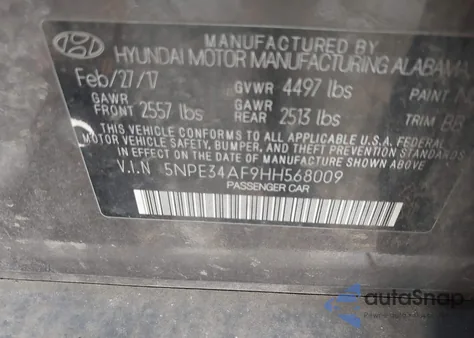 MANUFACTURED BY
HYUNDAI MOTOR MANUFACTURING ALABAMA
Feb/27/17 GVWR 4497 lbs PAINT
GAWR FRONT 2557 lbs GAWR REAR 2513 lbs TRIM
THIS VEHICLE CONFORMS TO ALL APPLICABLE U.S.A. FEDERAL
MOTOR VEHICLE SAFETY, BUMPER, AND THEFT PREVENTION STANDARDS
IN EFFECT ON THE DATE OF MANUFACTURE SHOWN ABOVE.
V.I.N 5NPE34AF9HH568009
PASSENGER CAR
autoSnap